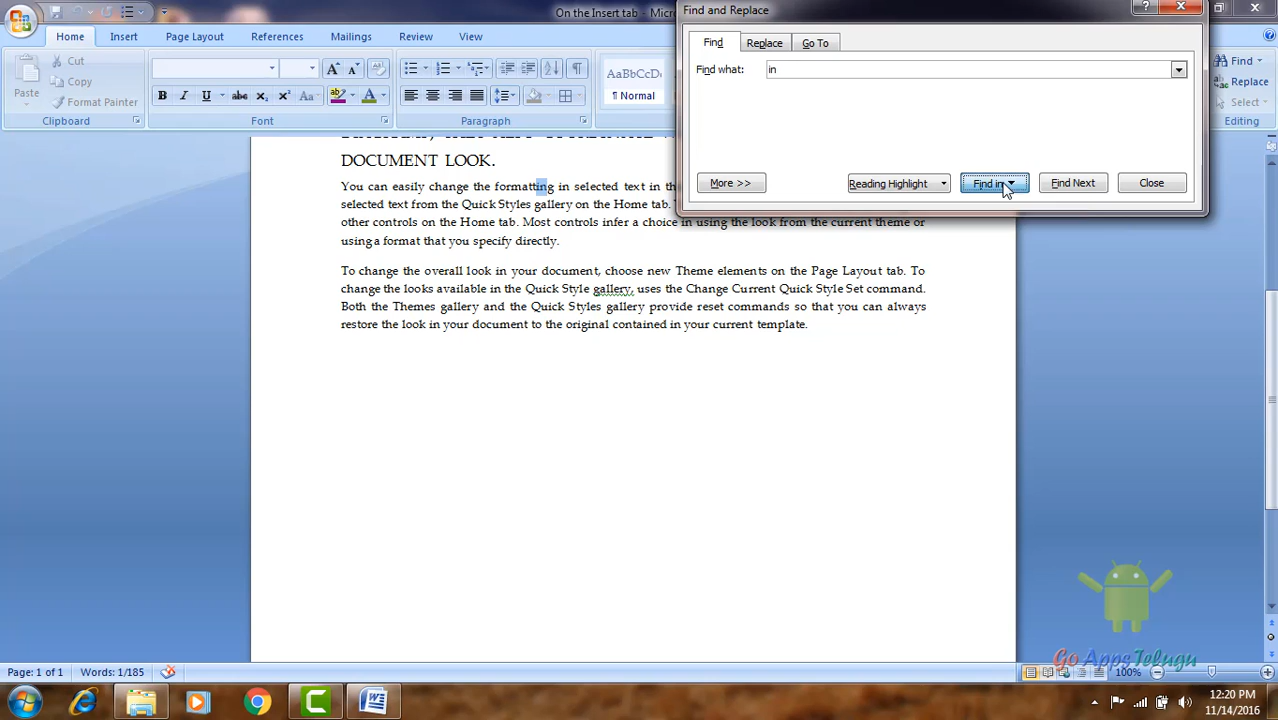 On the Insert tab - Micros
Find and Replace
Home
Insert
Page Layout
References
Mailings
Review
View
Find
Replace
Go To
Find what:
in
Paste
Cut
Copy
Format Painter
AaBbCcDc
¶ Normal
Find
Replace
Select
Clipboard
Font
Paragraph
Editing
More >>
Reading Highlight
Find in
Find Next
Close
DOCUMENT LOOK.
You can easily change the formatting in selected text in the
selected text from the Quick Styles gallery on the Home tab.
other controls on the Home tab. Most controls infer a choice in using the look from the current theme or
using a format that you specify directly.
To change the overall look in your document, choose new Theme elements on the Page Layout tab. To
change the looks available in the Quick Style gallery, uses the Change Current Quick Style Set command.
Both the Themes gallery and the Quick Styles gallery provide reset commands so that you can always
restore the look in your document to the original contained in your current template.
Go Apps Telugu
Page: 1 of 1
Words: 1/185
100%
12:20 PM
11/14/2016